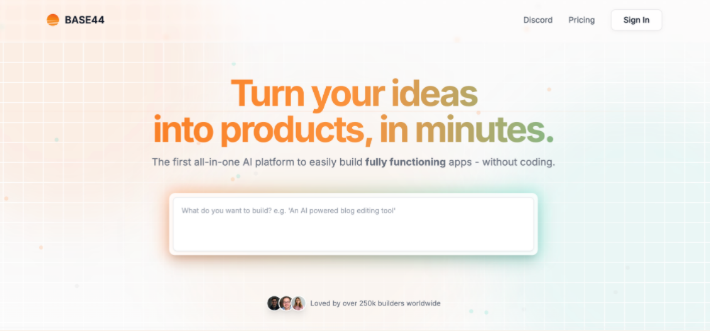 BASE44
Discord
Pricing
Sign In
Turn your ideas
into products, in minutes.
The first all-in-one AI platform to easily build fully functioning apps - without coding.
What do you want to build? e.g. 'An AI powered blog editing tool'
Loved by over 250k builders worldwide